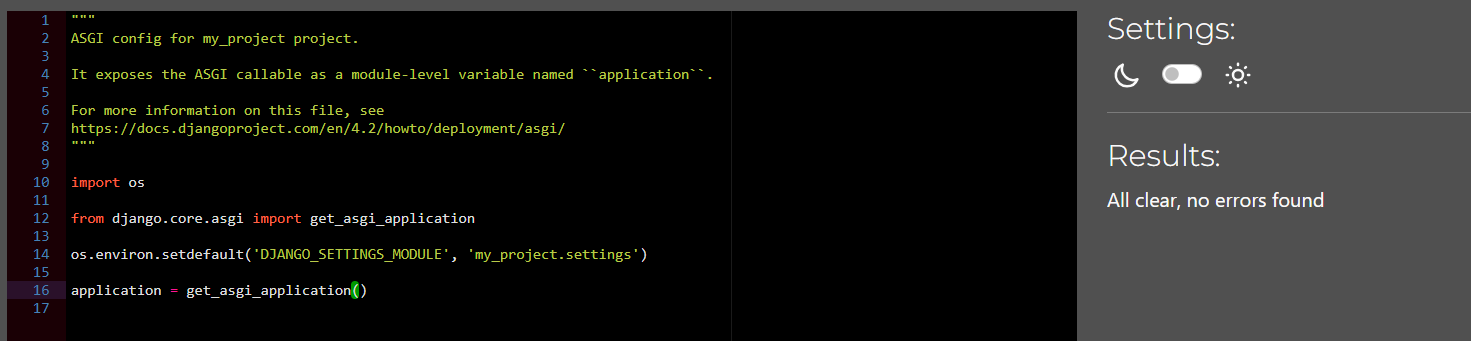 1 """
2 ASGI config for my_project project.
3
4 It exposes the ASGI callable as a module-level variable named ``application``.
5
6 For more information on this file, see
7 https://docs.djangoproject.com/en/4.2/howto/deployment/asgi/
8 """
9
10 import os
11
12 from django.core.asgi import get_asgi_application
13
14 os.environ.setdefault('DJANGO_SETTINGS_MODULE', 'my_project.settings')
15
16 application = get_asgi_application()
17
Settings:
Results:
All clear, no errors found